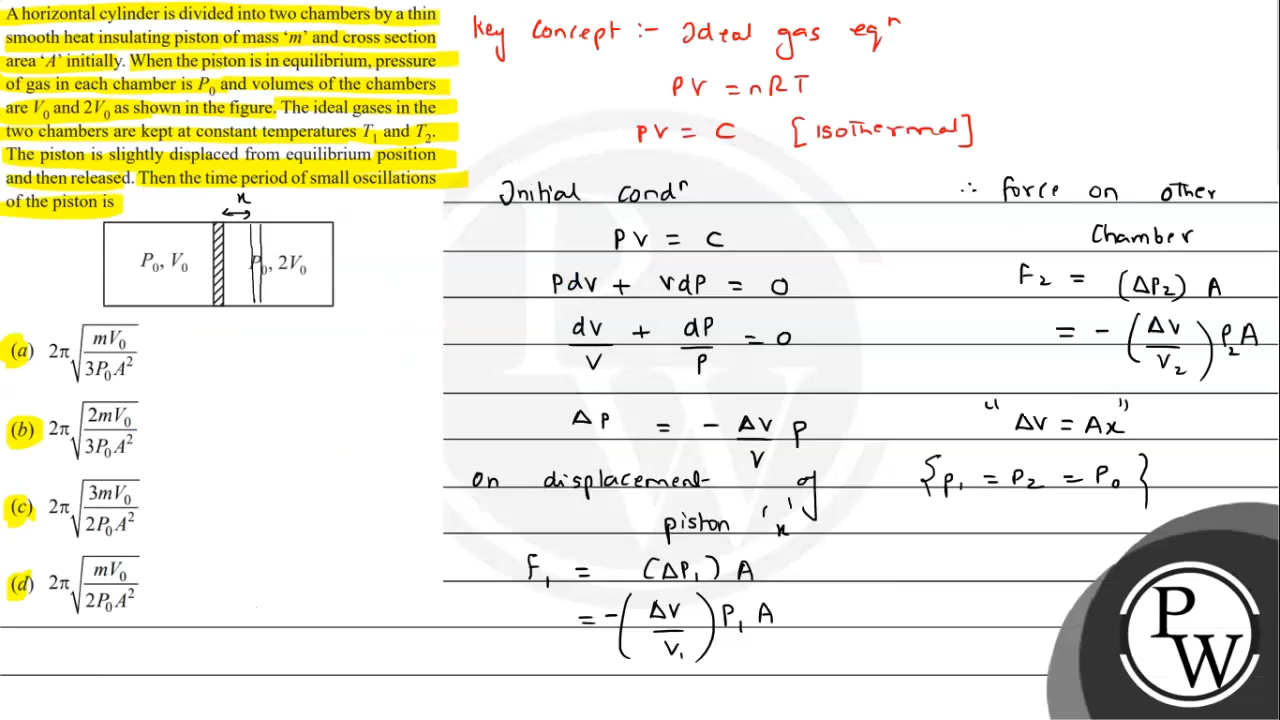 A horizontal cylinder is divided into two chambers by a thin
smooth heat insulating piston of mass ‘m’ and cross section
area ‘A’ initially. When the piston is in equilibrium, pressure
of gas in each chamber is P₀ and volumes of the chambers
are V₀ and 2V₀ as shown in the figure. The ideal gases in the
two chambers are kept at constant temperatures T₁ and T₂.
The piston is slightly displaced from equilibrium position
and then released. Then the time period of small oscillations
of the piston is
x
P₀, V₀
P₀, 2V₀
(a) 2π√(mV₀/3P₀A²)
(b) 2π√(2mV₀/3P₀A²)
(c) 2π√(3mV₀/2P₀A²)
(d) 2π√(mV₀/2P₀A²)
Key Concept :- Ideal gas eqⁿ
PV = nRT
PV = C [Isothermal]
Initial condⁿ
PV = C
Pdv + vdP = 0
dv/V + dP/P = 0
ΔP = - ΔV/V P
On displacement of
piston 'x'
F₁ = (ΔP₁) A
= -(ΔV/V₁) P₁ A
∴ force on other
Chamber
F₂ = (ΔP₂) A
= -(ΔV/V₂) P₂ A
"ΔV = Ax"
{P₁ = P₂ = P₀}
P
W